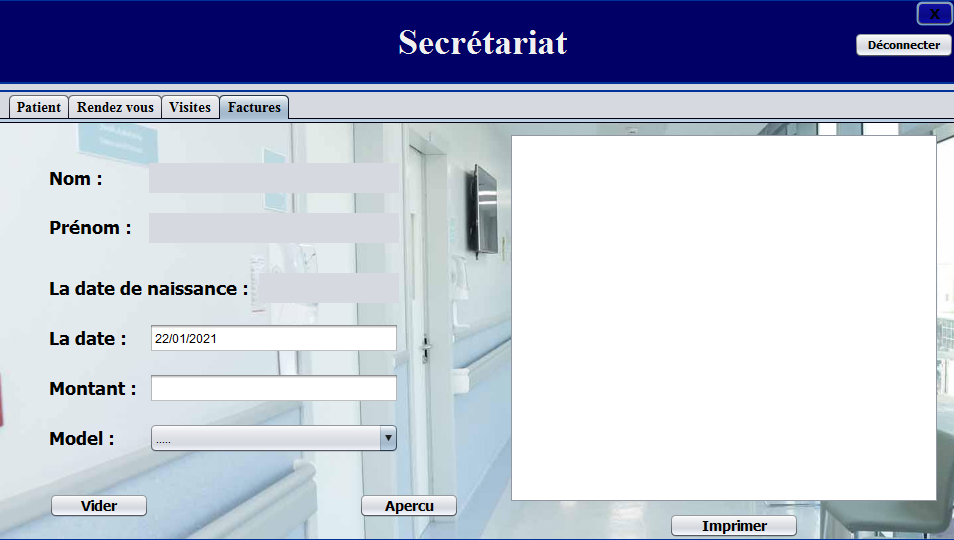 X
Secrétariat
Déconnecter
Patient Rendez vous Visites Factures
Nom :
Prénom :
La date de naissance :
La date : 22/01/2021
Montant :
Model : .....
Vider Apercu
Imprimer